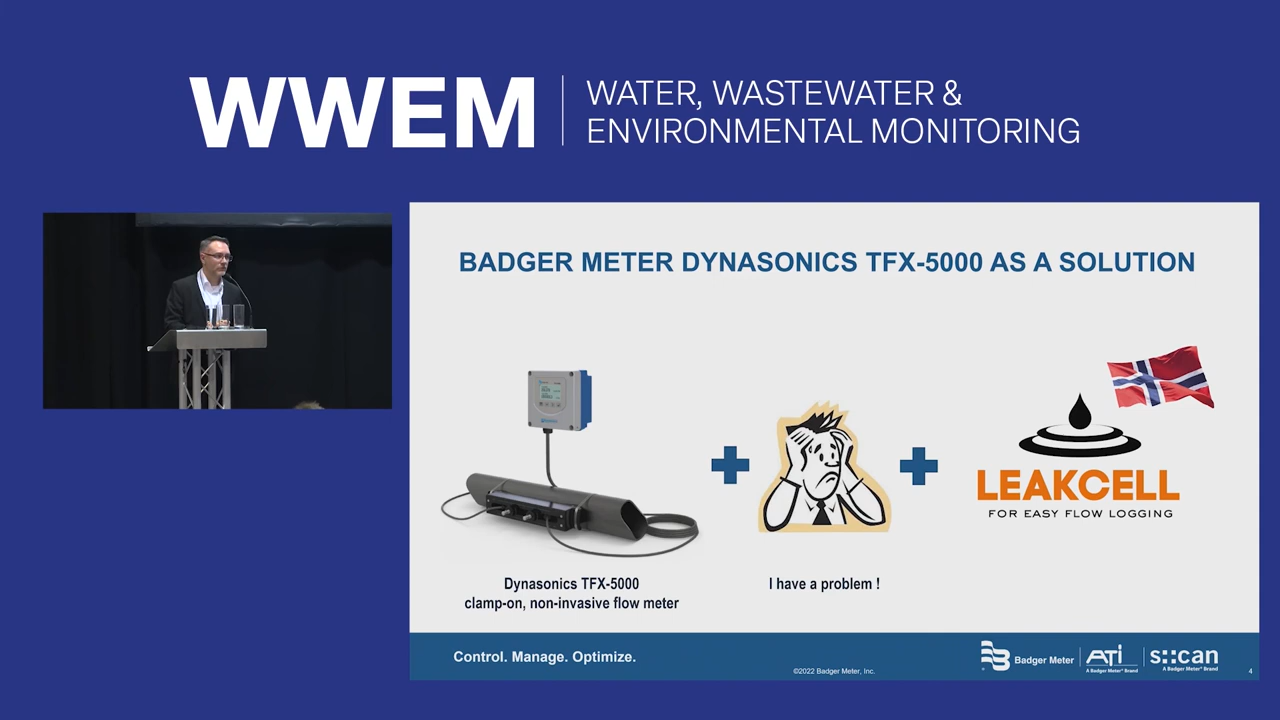 WWEM
WATER, WASTEWATER &
ENVIRONMENTAL MONITORING
BADGER METER DYNASONICS TFX-5000 AS A SOLUTION
LEAKCELL
FOR EASY FLOW LOGGING
Dynasonics TFX-5000
clamp-on, non-invasive flow meter
I have a problem !
Control. Manage. Optimize.
©2022 Badger Meter, Inc.
Badger Meter
ATi
A Badger Meter® Brand
s::can
A Badger Meter® Brand
4